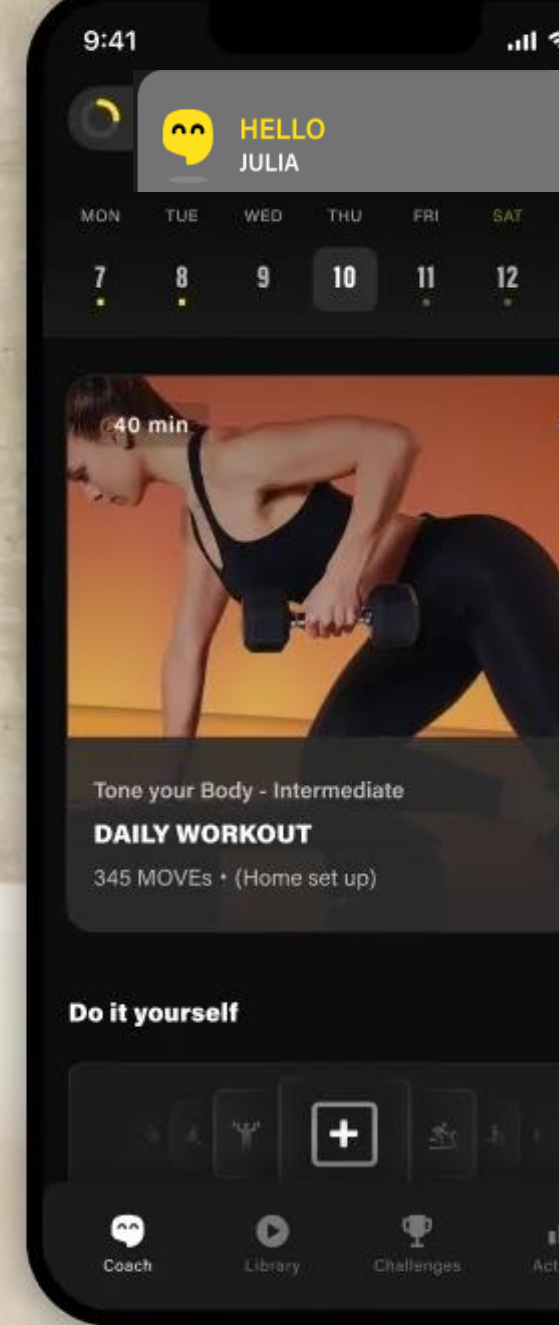 9:41
HELLO
JULIA
MON TUE WED THU FRI SAT
7 8 9 10 11 12
40 min
Tone your Body - Intermediate
DAILY WORKOUT
345 MOVEs • (Home set up)
Do it yourself
Coach Library Challenges Act